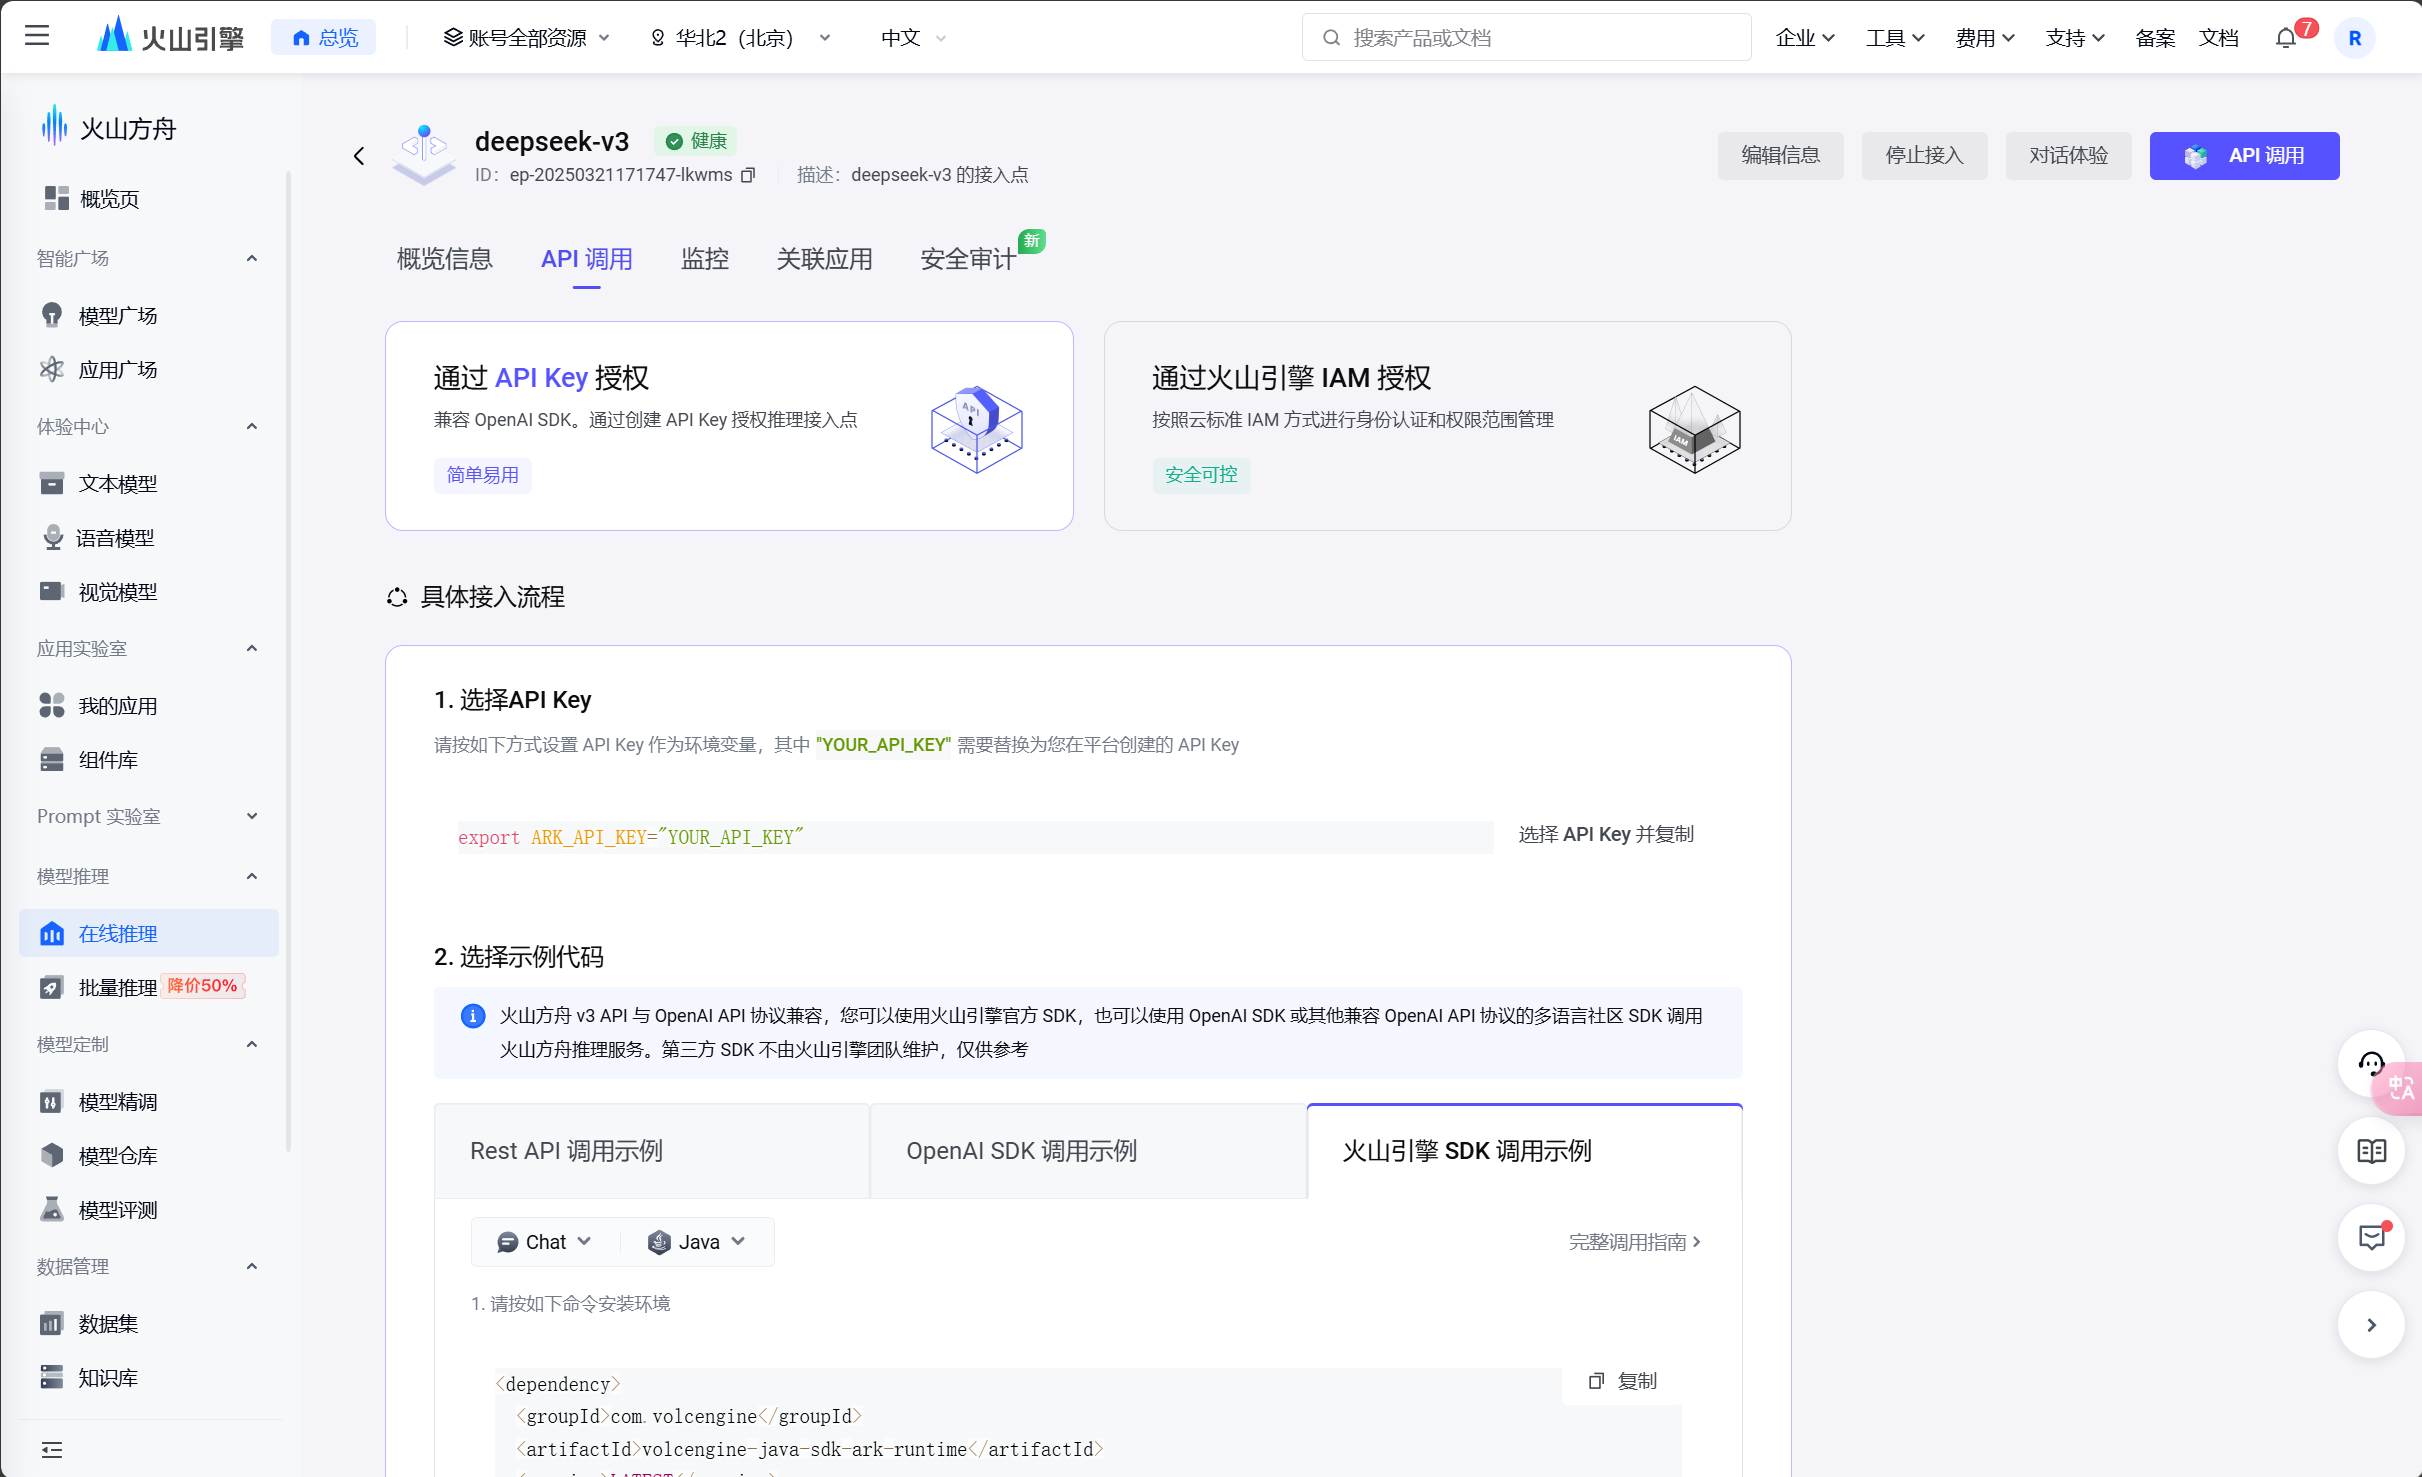 火山引擎
总览
账号全部资源
华北2（北京）
中文
搜索产品或文档
企业
工具
费用
支持
备案
文档
7
R
火山方舟
概览页
智能广场
模型广场
应用广场
体验中心
文本模型
语音模型
视觉模型
应用实验室
我的应用
组件库
Prompt 实验室
模型推理
在线推理
批量推理 降价50%
模型定制
模型精调
模型仓库
模型评测
数据管理
数据集
知识库
deepseek-v3
健康
ID： ep-20250321171747-lkwms
描述： deepseek-v3 的接入点
编辑信息
停止接入
对话体验
API 调用
概览信息
API 调用
监控
关联应用
安全审计
新
通过 API Key 授权
兼容 OpenAI SDK。通过创建 API Key 授权推理接入点
简单易用
API
通过火山引擎 IAM 授权
按照云标准 IAM 方式进行身份认证和权限范围管理
安全可控
IAM
具体接入流程
1. 选择API Key
请按如下方式设置 API Key 作为环境变量，其中 "YOUR_API_KEY" 需要替换为您在平台创建的 API Key
export ARK_API_KEY="YOUR_API_KEY"
选择 API Key 并复制
2. 选择示例代码
火山方舟 v3 API 与 OpenAI API 协议兼容，您可以使用火山引擎官方 SDK，也可以使用 OpenAI SDK 或其他兼容 OpenAI API 协议的多语言社区 SDK 调用
火山方舟推理服务。第三方 SDK 不由火山引擎团队维护，仅供参考
Rest API 调用示例
OpenAI SDK 调用示例
火山引擎 SDK 调用示例
Chat
Java
完整调用指南
1. 请按如下命令安装环境
<dependency>
<groupId>com.volcengine</groupId>
<artifactId>volcengine-java-sdk-ark-runtime</artifactId>
复制
中A